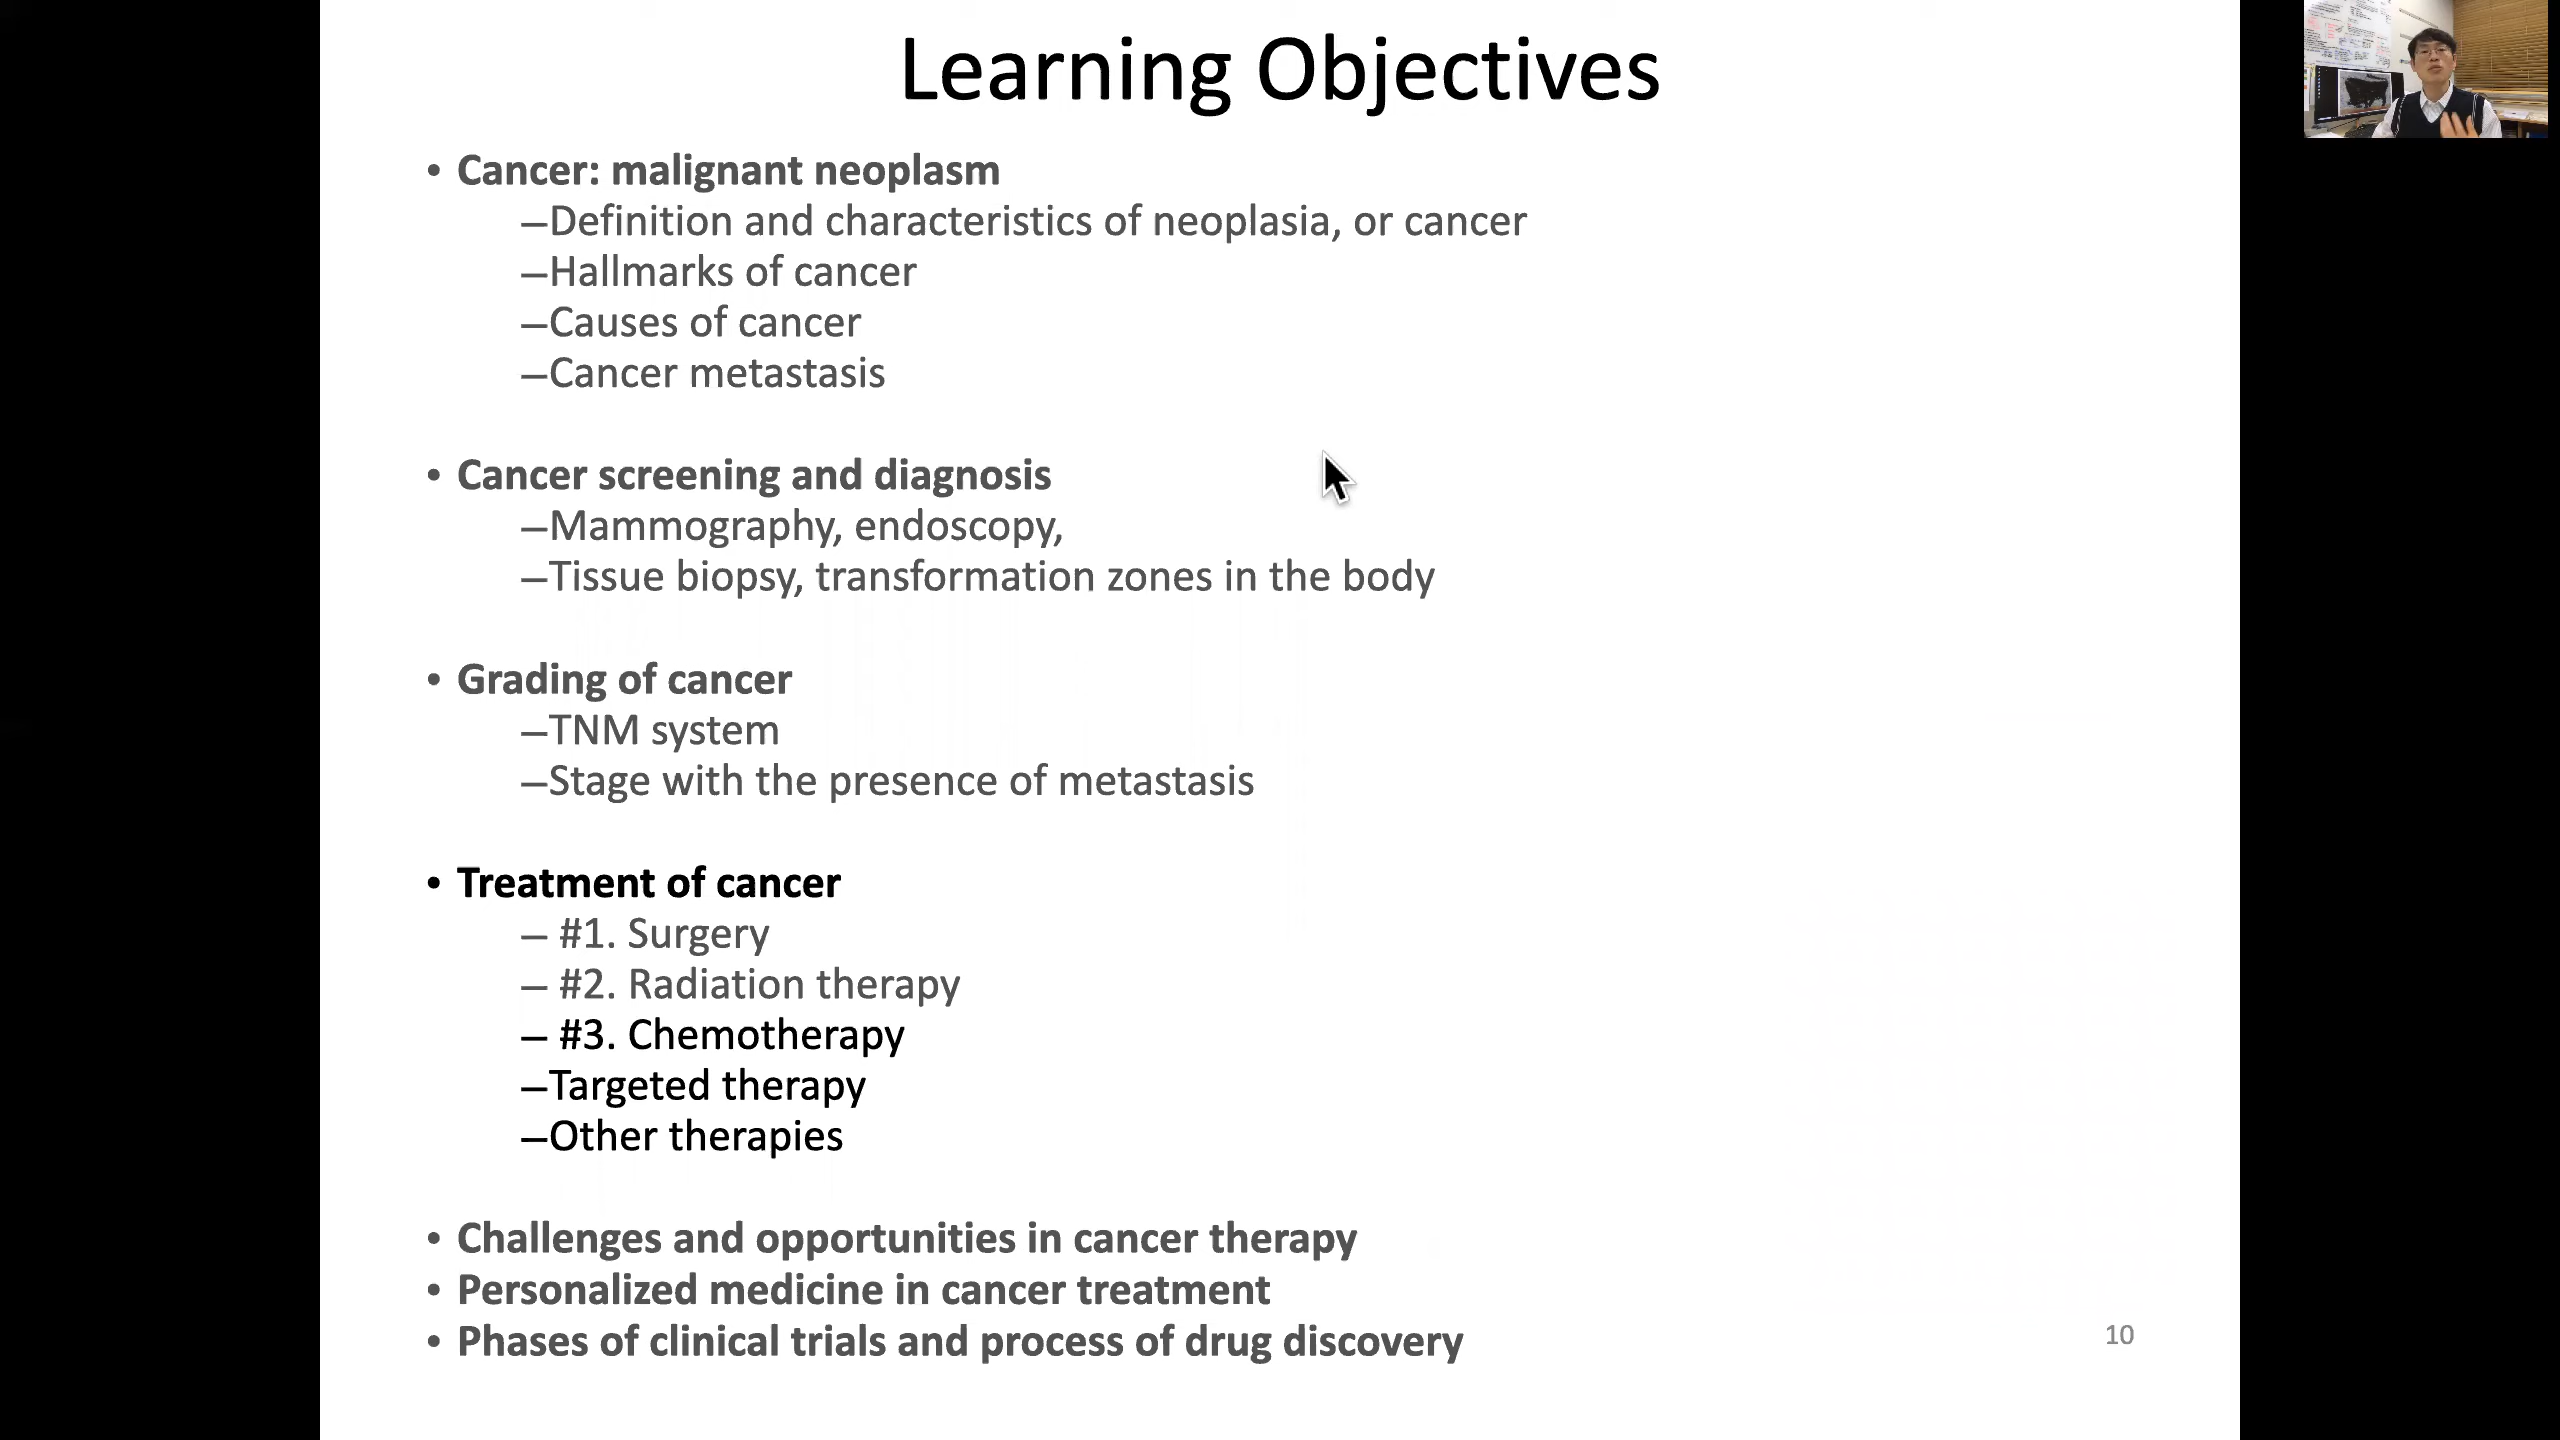 Learning Objectives
• Cancer: malignant neoplasm
–Definition and characteristics of neoplasia, or cancer
–Hallmarks of cancer
–Causes of cancer
–Cancer metastasis
• Cancer screening and diagnosis
–Mammography, endoscopy,
–Tissue biopsy, transformation zones in the body
• Grading of cancer
–TNM system
–Stage with the presence of metastasis
• Treatment of cancer
– #1. Surgery
– #2. Radiation therapy
– #3. Chemotherapy
–Targeted therapy
–Other therapies
• Challenges and opportunities in cancer therapy
• Personalized medicine in cancer treatment
• Phases of clinical trials and process of drug discovery
10